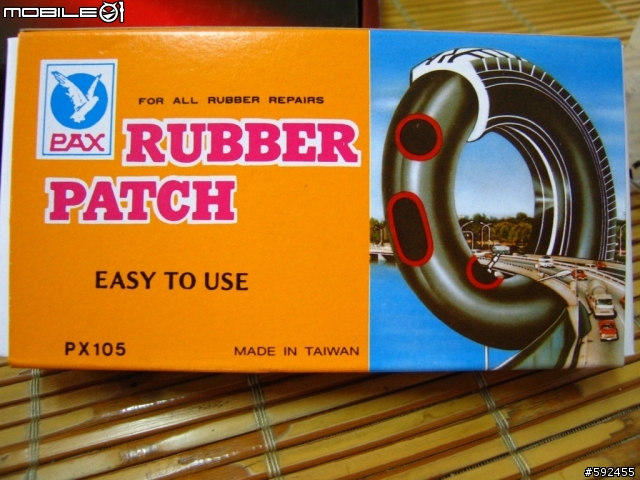 MOBILE01
FOR ALL RUBBER REPAIRS
PAX
RUBBER
PATCH
EASY TO USE
PX105
MADE IN TAIWAN
#592455